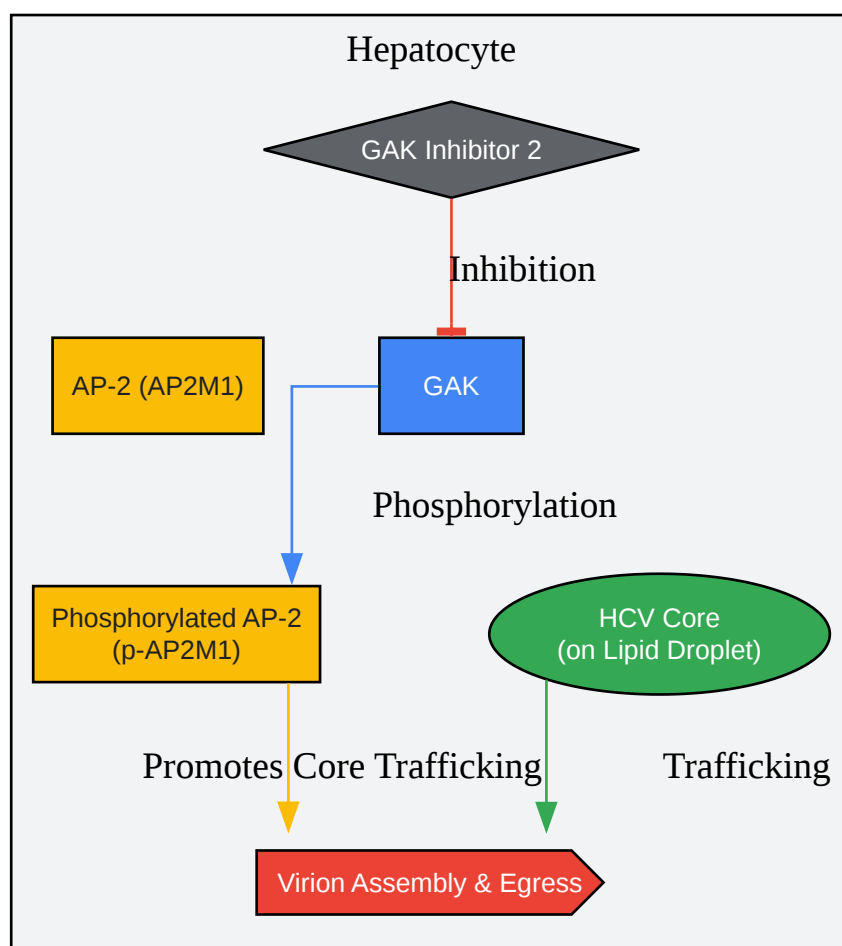 Hepatocyte
GAK Inhibitor 2
Inhibition
AP-2 (AP2M1)
GAK
Phosphorylation
Phosphorylated AP-2
(p-AP2M1)
HCV Core
(on Lipid Droplet)
Promotes Core Trafficking
Trafficking
Virion Assembly & Egress